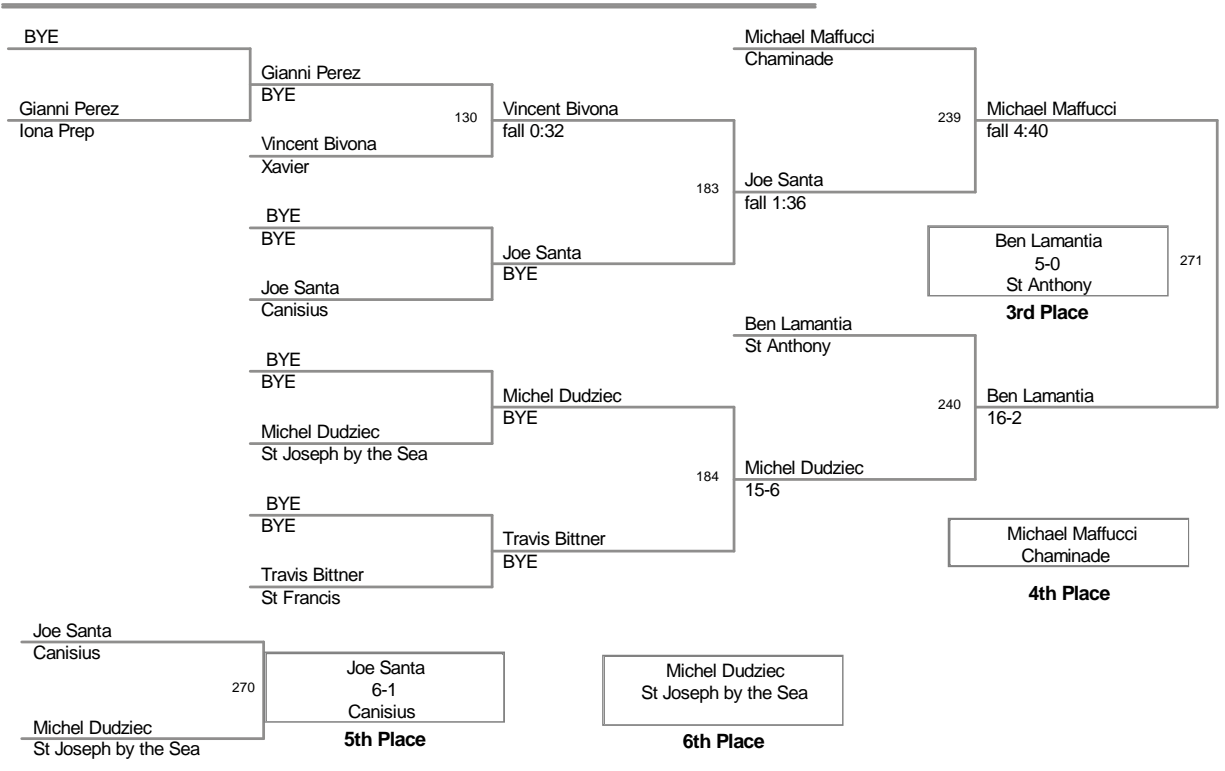 BYE
Gianni Perez
Iona Prep
Gianni Perez
BYE
130
Vincent Bivona
Xavier
BYE
BYE
Joe Santa
Canisius
BYE
BYE
Michel Dudziec
St Joseph by the Sea
BYE
BYE
Travis Bittner
St Francis
Vincent Bivona
fall 0:32
183
Joe Santa
BYE
Michel Dudziec
BYE
184
Travis Bittner
BYE
Michael Maffucci
Chaminade
239
Joe Santa
fall 1:36
Ben Lamantia
St Anthony
240
Michel Dudziec
15-6
Michael Maffucci
fall 4:40
Ben Lamantia
5-0
St Anthony
271
3rd Place
Ben Lamantia
16-2
Michael Maffucci
Chaminade
4th Place
Joe Santa
Canisius
270
Michel Dudziec
St Joseph by the Sea
Joe Santa
6-1
Canisius
5th Place
Michel Dudziec
St Joseph by the Sea
6th Place